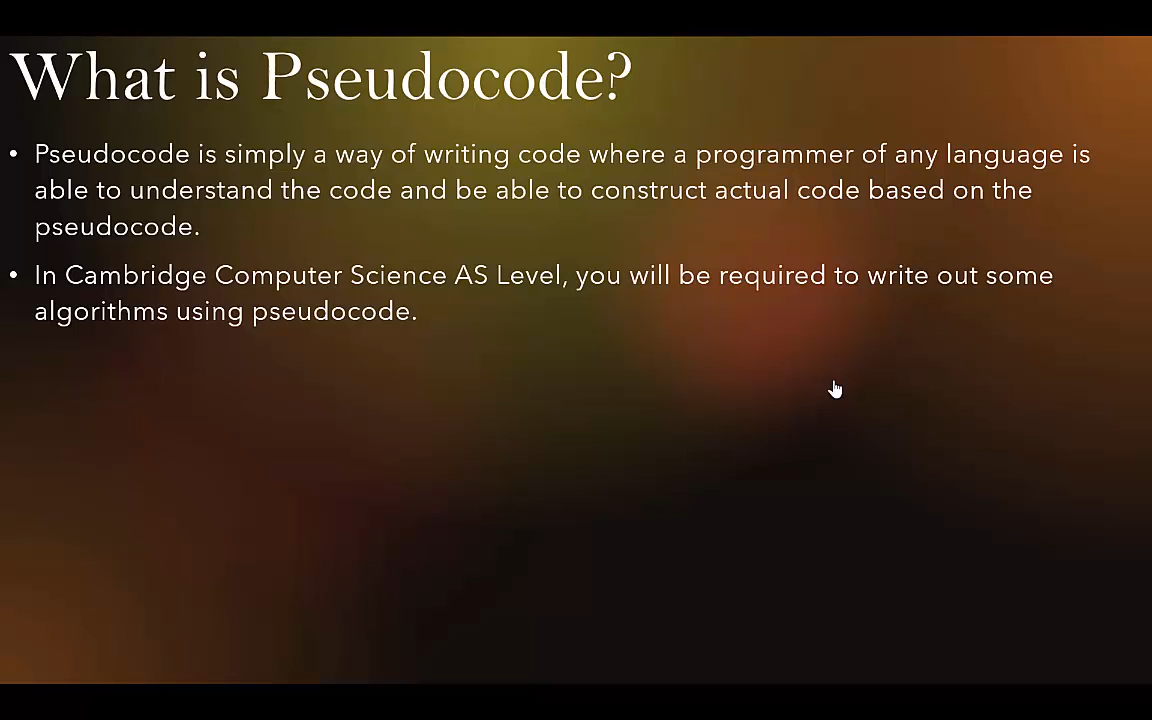 What is Pseudocode?
• Pseudocode is simply a way of writing code where a programmer of any language is
able to understand the code and be able to construct actual code based on the
pseudocode.
• In Cambridge Computer Science AS Level, you will be required to write out some
algorithms using pseudocode.